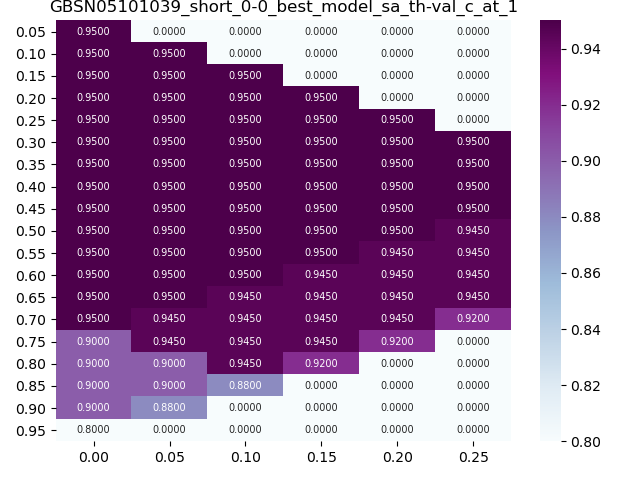 GBSN05101039_short_0-0_best_model_sa_th-val_c_at_1
0.05 0.9500 0.0000 0.0000 0.0000 0.0000 0.0000
0.10 0.9500 0.9500 0.0000 0.0000 0.0000 0.0000
0.15 0.9500 0.9500 0.9500 0.0000 0.0000 0.0000
0.20 0.9500 0.9500 0.9500 0.9500 0.0000 0.0000
0.25 0.9500 0.9500 0.9500 0.9500 0.9500 0.0000
0.30 0.9500 0.9500 0.9500 0.9500 0.9500 0.9500
0.35 0.9500 0.9500 0.9500 0.9500 0.9500 0.9500
0.40 0.9500 0.9500 0.9500 0.9500 0.9500 0.9500
0.45 0.9500 0.9500 0.9500 0.9500 0.9500 0.9500
0.50 0.9500 0.9500 0.9500 0.9500 0.9500 0.9450
0.55 0.9500 0.9500 0.9500 0.9500 0.9450 0.9450
0.60 0.9500 0.9500 0.9500 0.9450 0.9450 0.9450
0.65 0.9500 0.9500 0.9450 0.9450 0.9450 0.9450
0.70 0.9500 0.9450 0.9450 0.9450 0.9450 0.9200
0.75 0.9000 0.9450 0.9450 0.9450 0.9200 0.0000
0.80 0.9000 0.9000 0.9450 0.9200 0.0000 0.0000
0.85 0.9000 0.9000 0.8800 0.0000 0.0000 0.0000
0.90 0.9000 0.8800 0.0000 0.0000 0.0000 0.0000
0.95 0.8000 0.0000 0.0000 0.0000 0.0000 0.0000
0.00 0.05 0.10 0.15 0.20 0.25
0.94
0.92
0.90
0.88
0.86
0.84
0.82
0.80